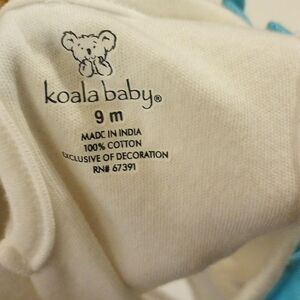 koala baby®
9 m
MADE IN INDIA
100% COTTON
EXCLUSIVE OF DECORATION
RN# 67391